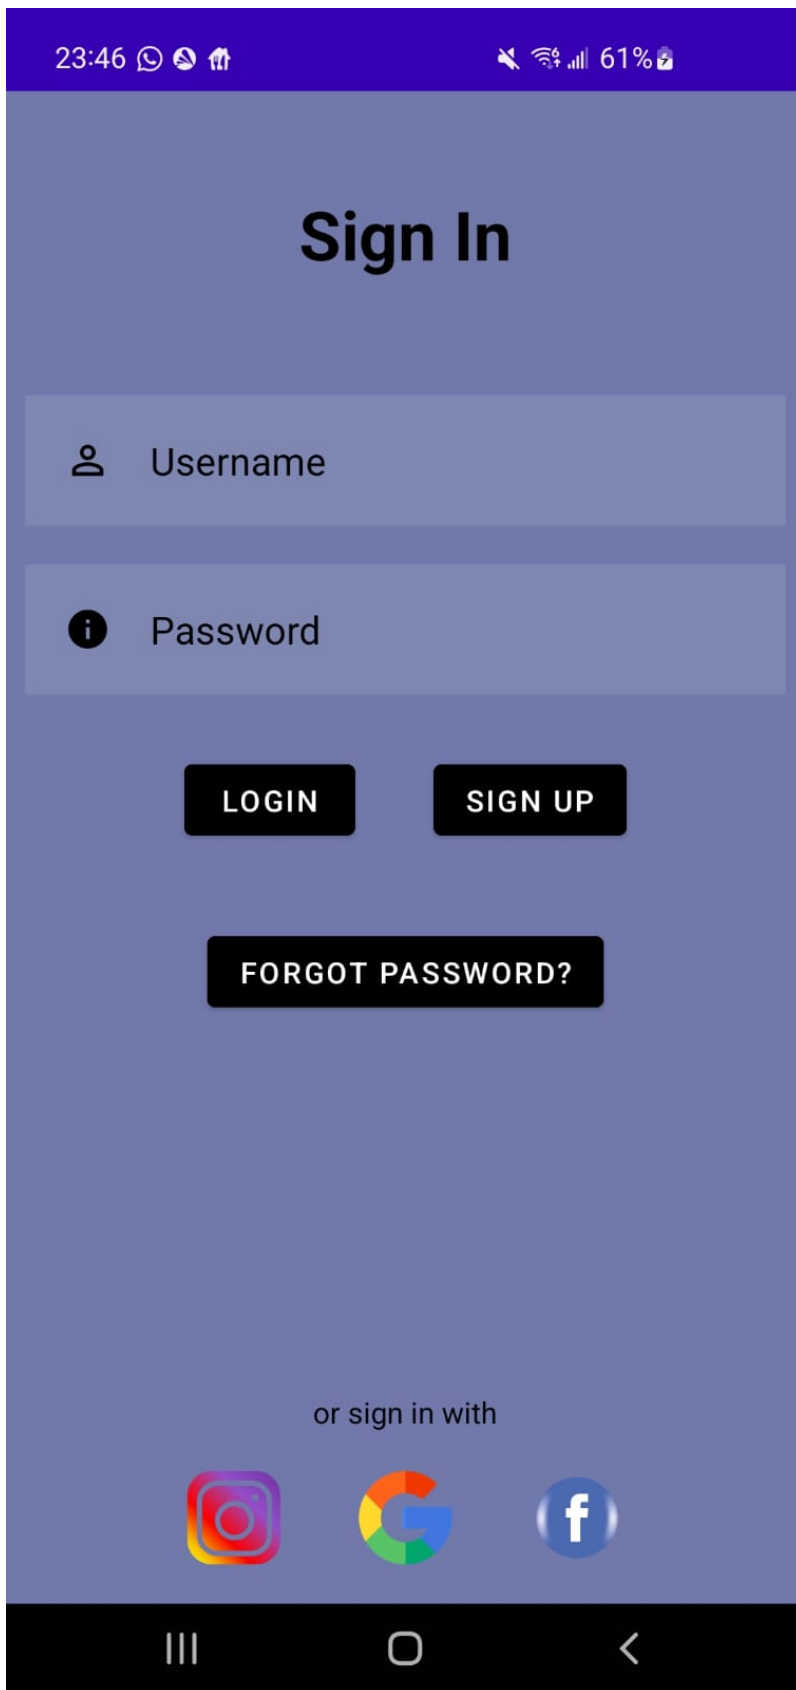 23:46 61%
Sign In
Username
Password
LOGIN SIGN UP
FORGOT PASSWORD?
or sign in with